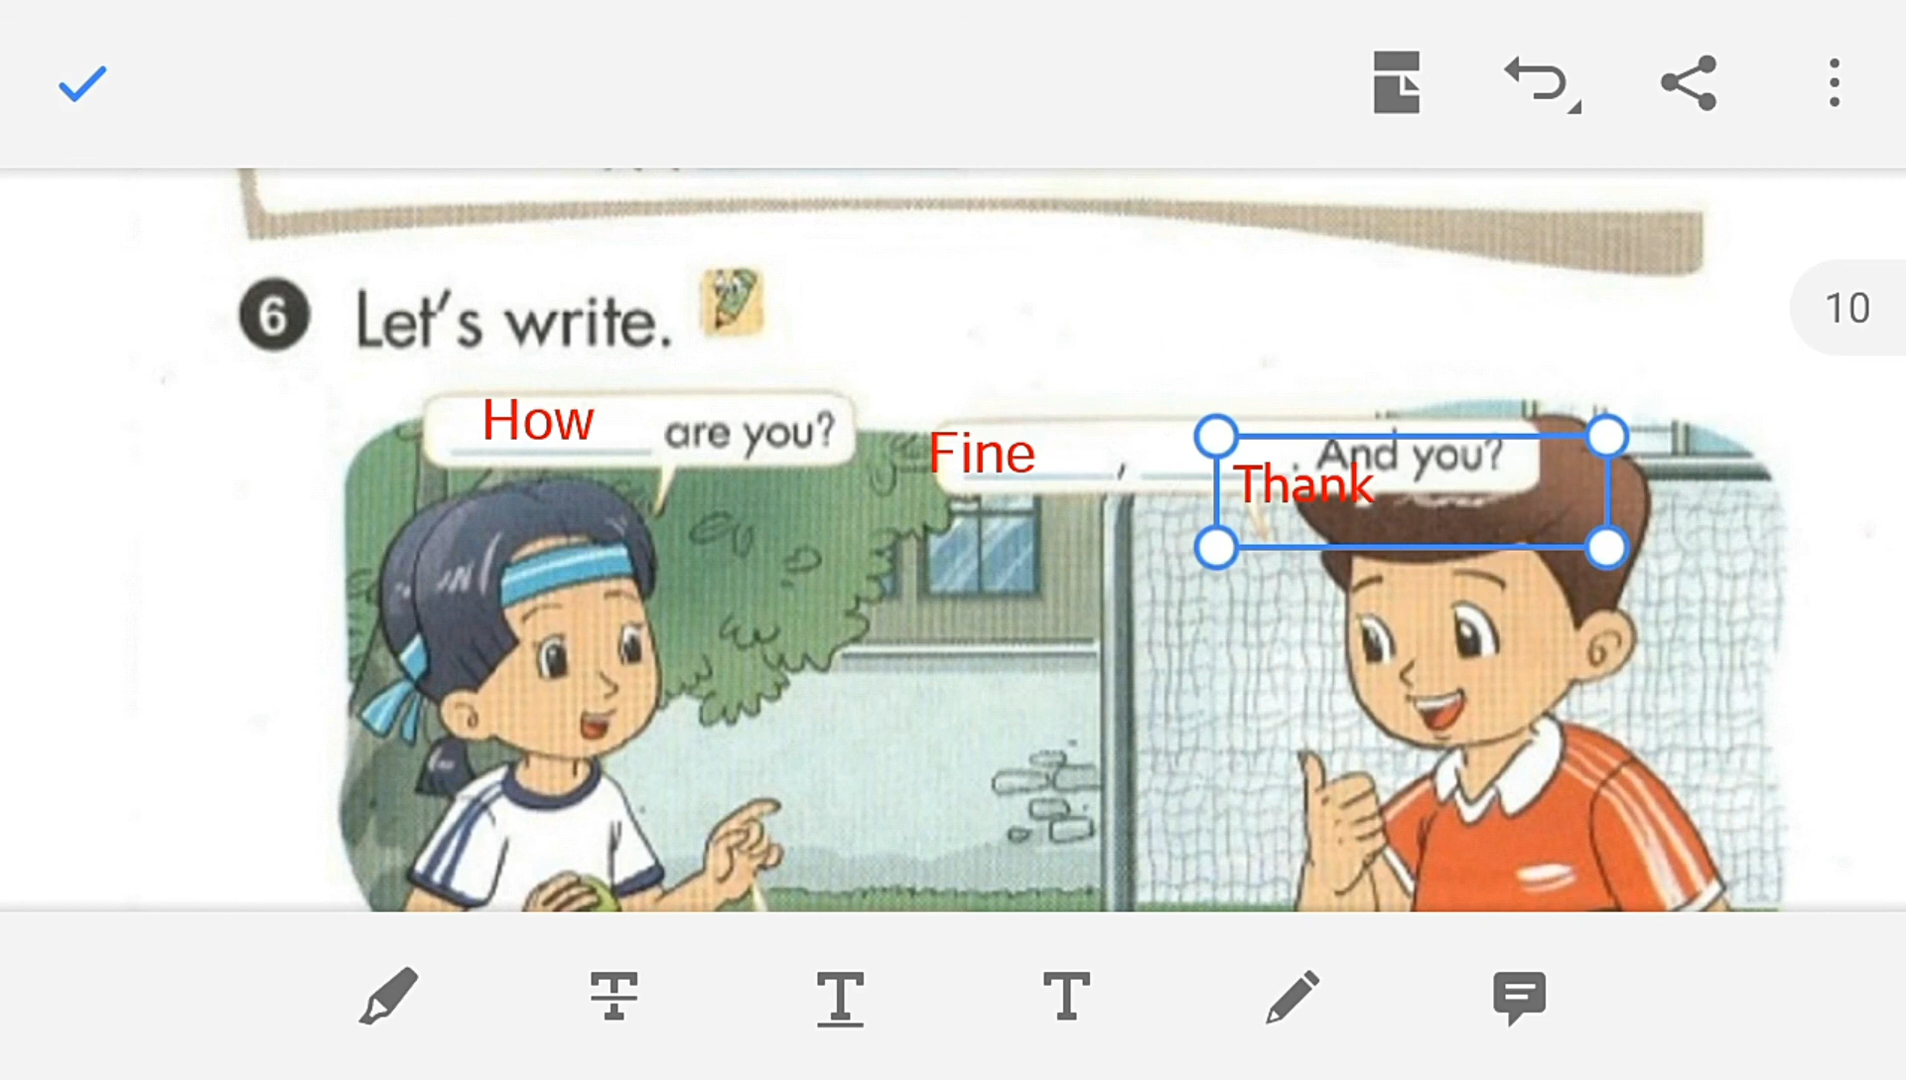 10
6 Let's write.
How are you?
Fine , Thank . And you?